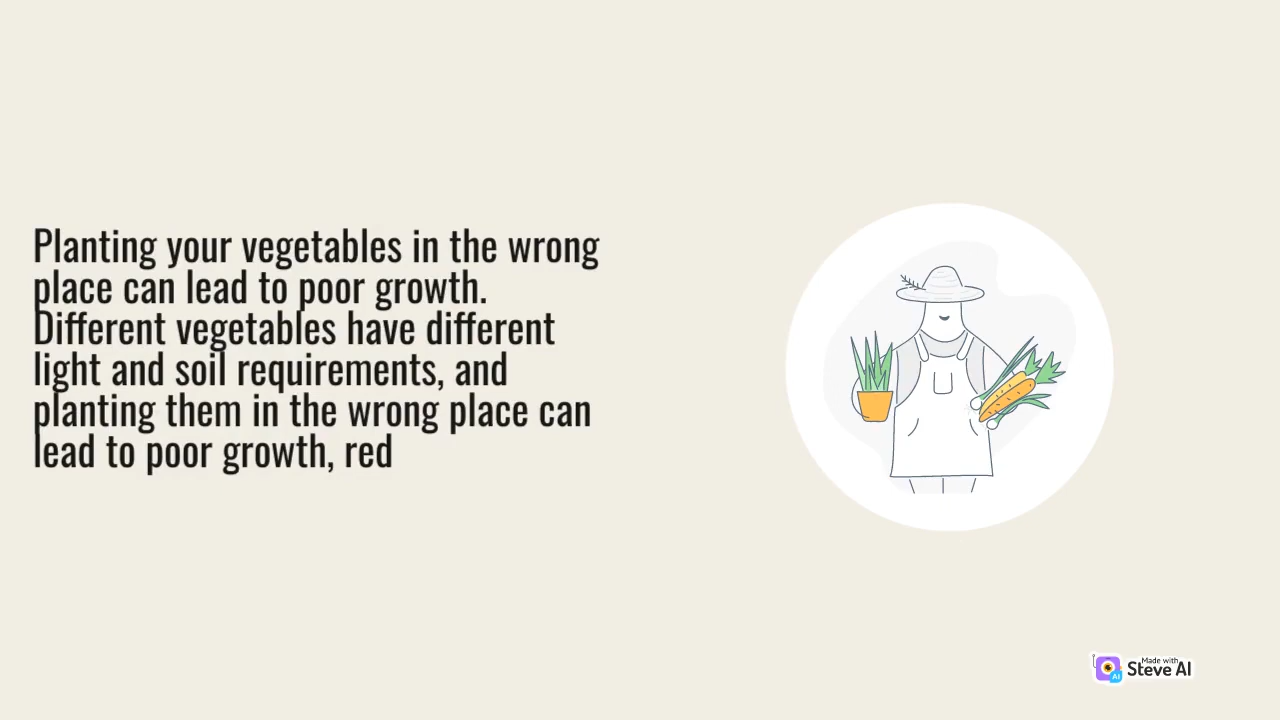 Planting your vegetables in the wrong
place can lead to poor growth.
Different vegetables have different
light and soil requirements, and
planting them in the wrong place can
lead to poor growth, red
Made with
Steve AI
AI